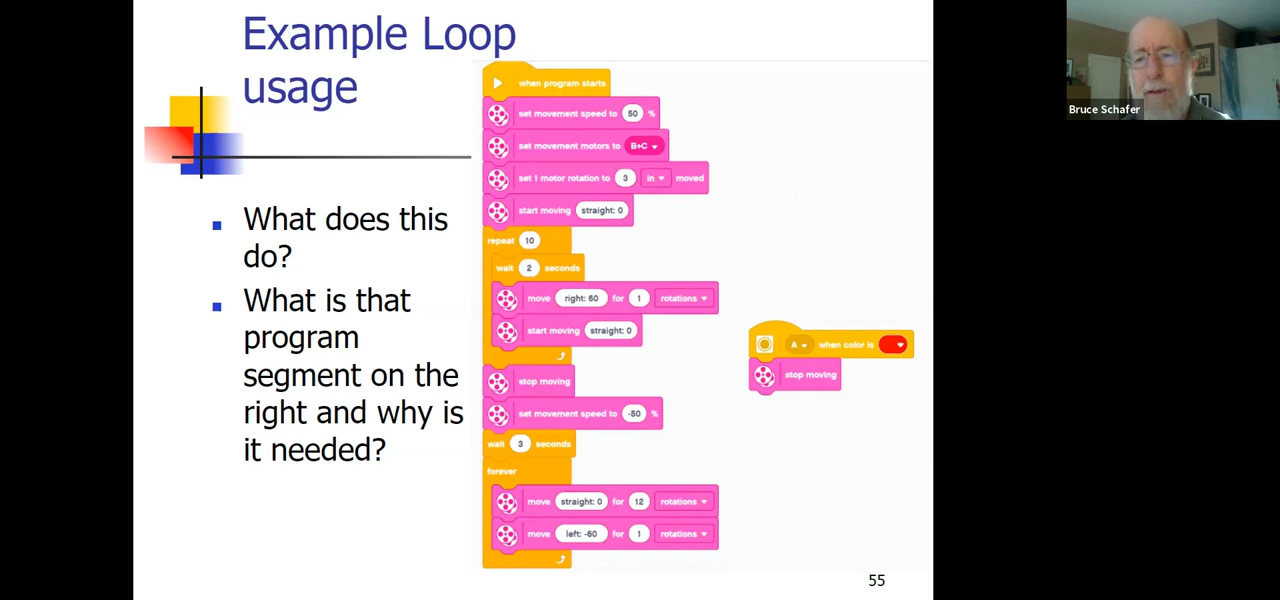 Example Loop
usage
What does this
do?
What is that
program
segment on the
right and why is
it needed?
when program starts
set movement speed to 50 %
set movement motors to B+C
set 1 motor rotation to 3 in moved
start moving straight: 0
repeat 10
wait 2 seconds
move right: 60 for 1 rotations
start moving straight: 0
stop moving
set movement speed to -50 %
wait 3 seconds
forever
move straight: 0 for 12 rotations
move left: -60 for 1 rotations
A when color is
stop moving
55
Bruce Schafer